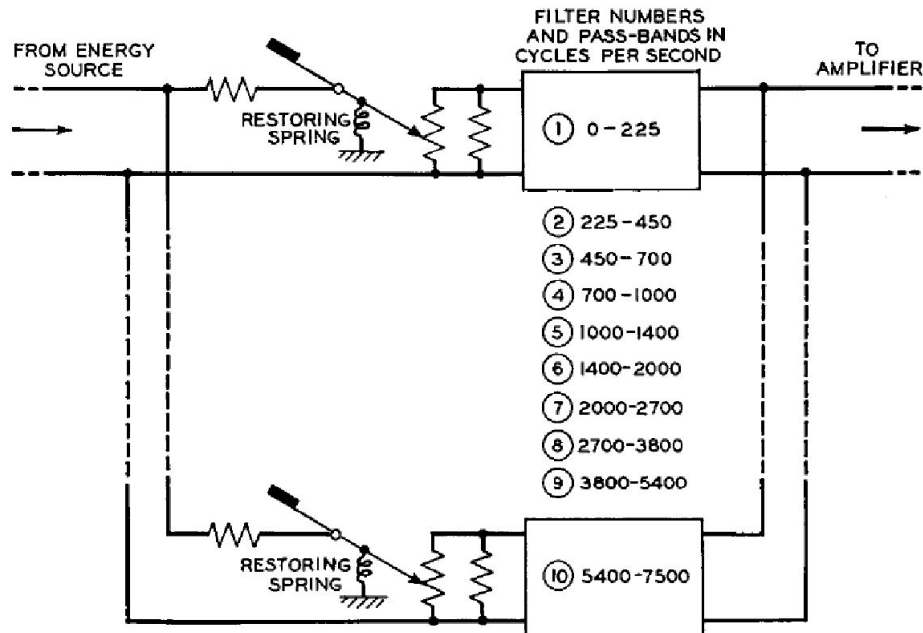 FILTER NUMBERS
AND PASS-BANDS IN
CYCLES PER SECOND
FROM ENERGY
SOURCE
TO
AMPLIFIER
RESTORING
SPRING
1 0-225
2 225-450
3 450-700
4 700-1000
5 1000-1400
6 1400-2000
7 2000-2700
8 2700-3800
9 3800-5400
RESTORING
SPRING
10 5400-7500